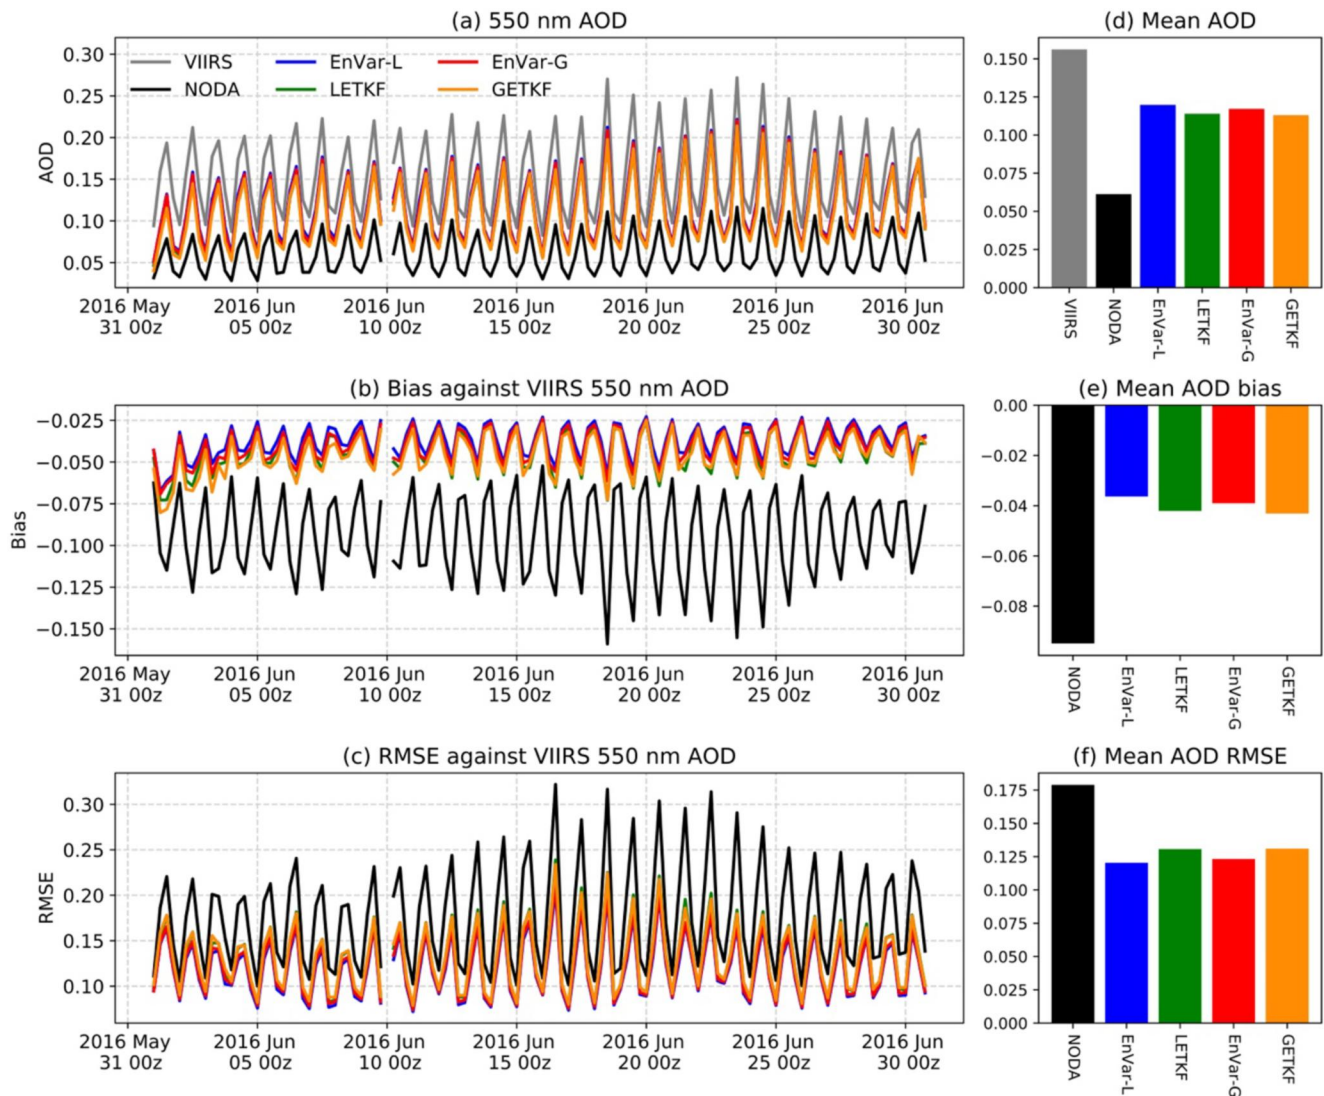 (a) 550 nm AOD
AOD
0.30
0.25
0.20
0.15
0.10
0.05
VIIRS
NODA
EnVar-L
LETKF
EnVar-G
GETKF
2016 May
31 00z
2016 Jun
05 00z
2016 Jun
10 00z
2016 Jun
15 00z
2016 Jun
20 00z
2016 Jun
25 00z
2016 Jun
30 00z
(d) Mean AOD
0.150
0.125
0.100
0.075
0.050
0.025
0.000
VIIRS
NODA
EnVar-L
LETKF
EnVar-G
GETKF
(b) Bias against VIIRS 550 nm AOD
Bias
−0.025
−0.050
−0.075
−0.100
−0.125
−0.150
2016 May
31 00z
2016 Jun
05 00z
2016 Jun
10 00z
2016 Jun
15 00z
2016 Jun
20 00z
2016 Jun
25 00z
2016 Jun
30 00z
(e) Mean AOD bias
0.00
−0.02
−0.04
−0.06
−0.08
NODA
EnVar-L
LETKF
EnVar-G
GETKF
(c) RMSE against VIIRS 550 nm AOD
RMSE
0.30
0.25
0.20
0.15
0.10
2016 May
31 00z
2016 Jun
05 00z
2016 Jun
10 00z
2016 Jun
15 00z
2016 Jun
20 00z
2016 Jun
25 00z
2016 Jun
30 00z
(f) Mean AOD RMSE
0.175
0.150
0.125
0.100
0.075
0.050
0.025
0.000
NODA
EnVar-L
LETKF
EnVar-G
GETKF